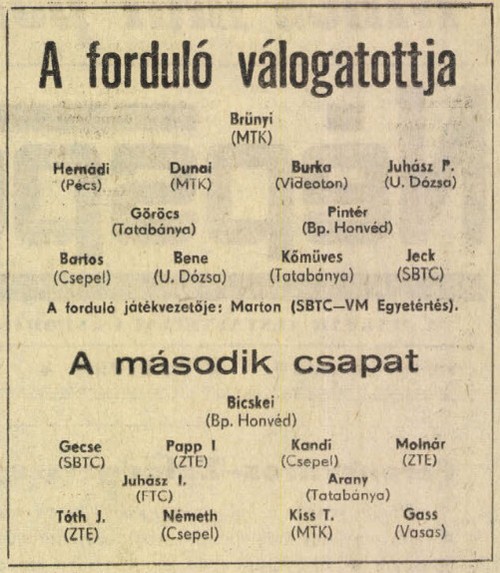 A forduló válogatottja
Brünyi
(MTK)
Hernádi Dunai Burka Juhász P.
(Pécs) (MTK) (Videoton) (U. Dózsa)
Göröcs Pintér
(Tatabánya) (Bp. Honvéd)
Bartos Bene Kőműves Jeck
(Csepel) (U. Dózsa) (Tatabánya) (SBTC)
A forduló játékvezetője: Marton (SBTC—VM Egyetértés).
A második csapat
Bicskei
(Bp. Honvéd)
Gecse Papp I Kandi Molnár
(SBTC) (ZTE) (Csepel) (ZTE)
Juhász I. Arany
(FTC) (Tatabánya)
Tóth J. Németh Kiss T. Gass
(ZTE) (Csepel) (MTK) (Vasas)